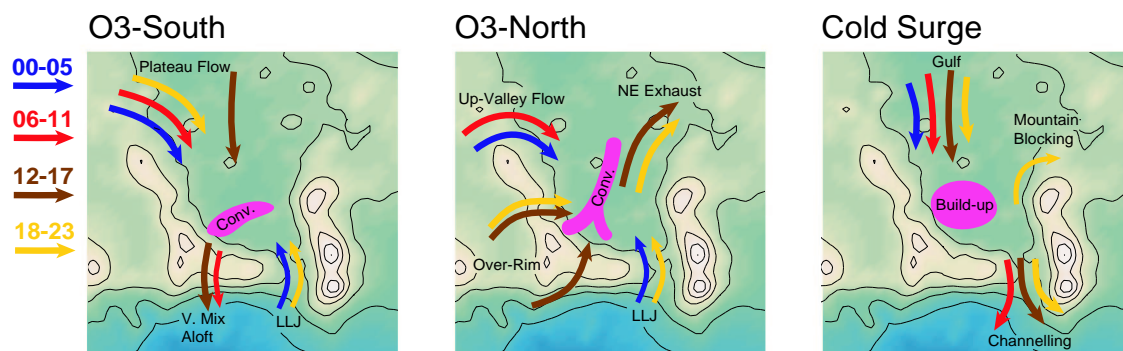 O3-South
O3-North
Cold Surge
00-05
06-11
12-17
18-23
Plateau Flow
Conv.
V. Mix
Aloft
LLJ
Up-Valley Flow
NE Exhaust
Conv.
Over-Rim
LLJ
Gulf
Mountain
Blocking
Build-up
Channelling